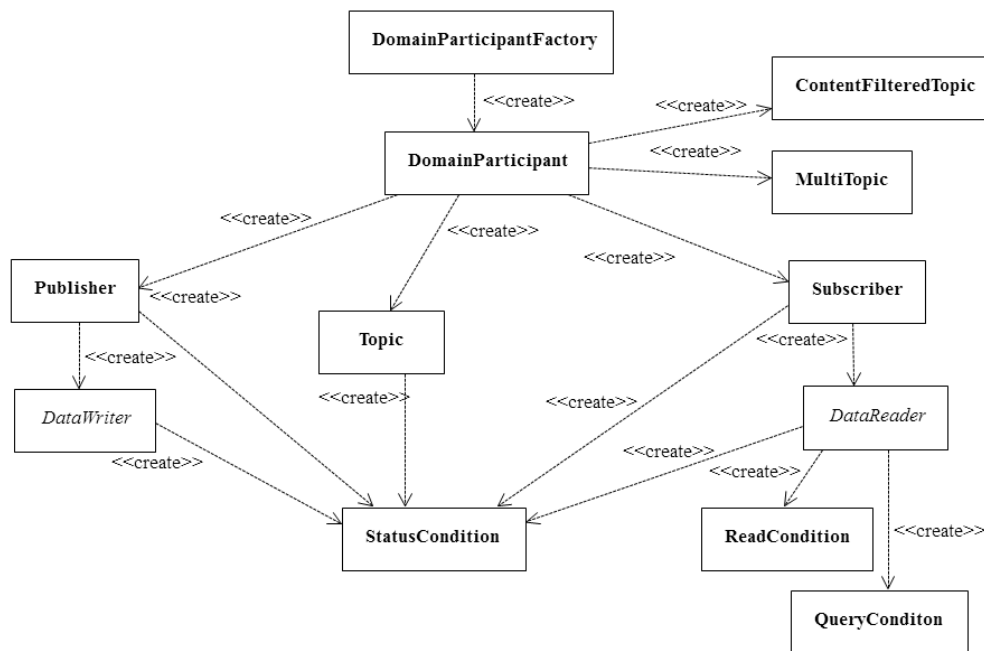 DomainParticipantFactory
<<create>>
ContentFilteredTopic
<<create>>
DomainParticipant
<<create>>
MultiTopic
<<create>>
<<create>>
<<create>>
Publisher
<<create>>
Subscriber
Topic
<<create>>
<<create>>
<<create>>
<<create>>
DataWriter
DataReader
<<create>>
<<create>>
<<create>>
<<create>>
StatusCondition
ReadCondition
<<create>>
QueryConditon